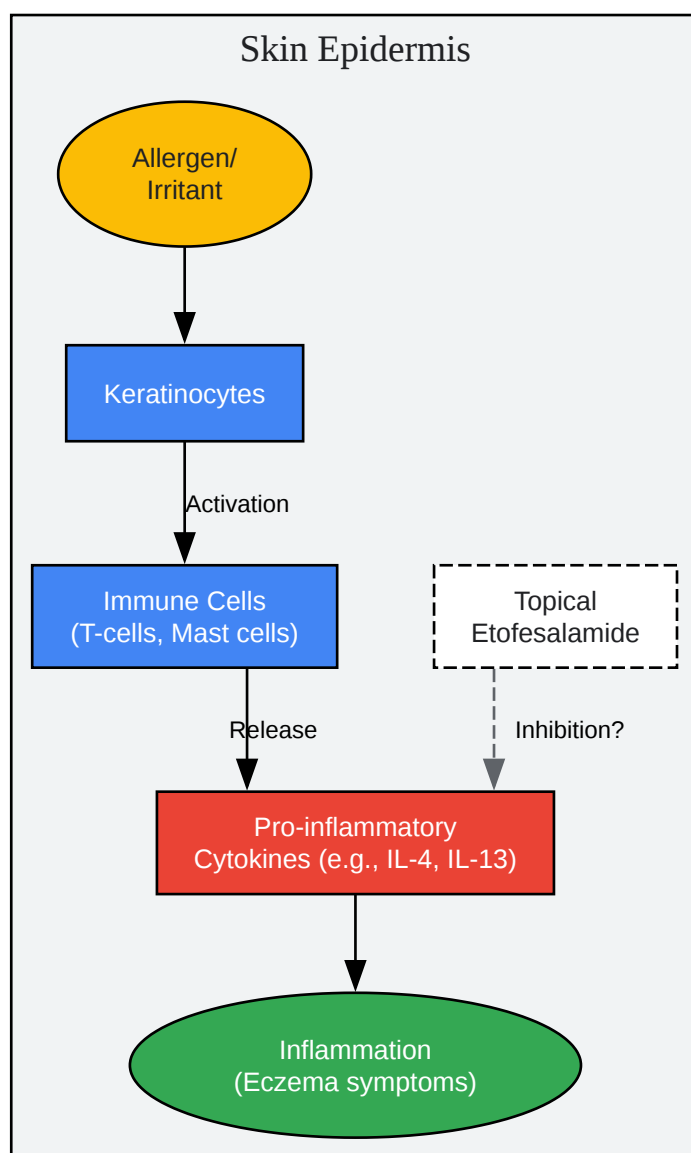 Skin Epidermis
Allergen/
Irritant
Keratinocytes
Activation
Immune Cells
(T-cells, Mast cells)
Topical
Etofesalamide
Release
Inhibition?
Pro-inflammatory
Cytokines (e.g., IL-4, IL-13)
Inflammation
(Eczema symptoms)